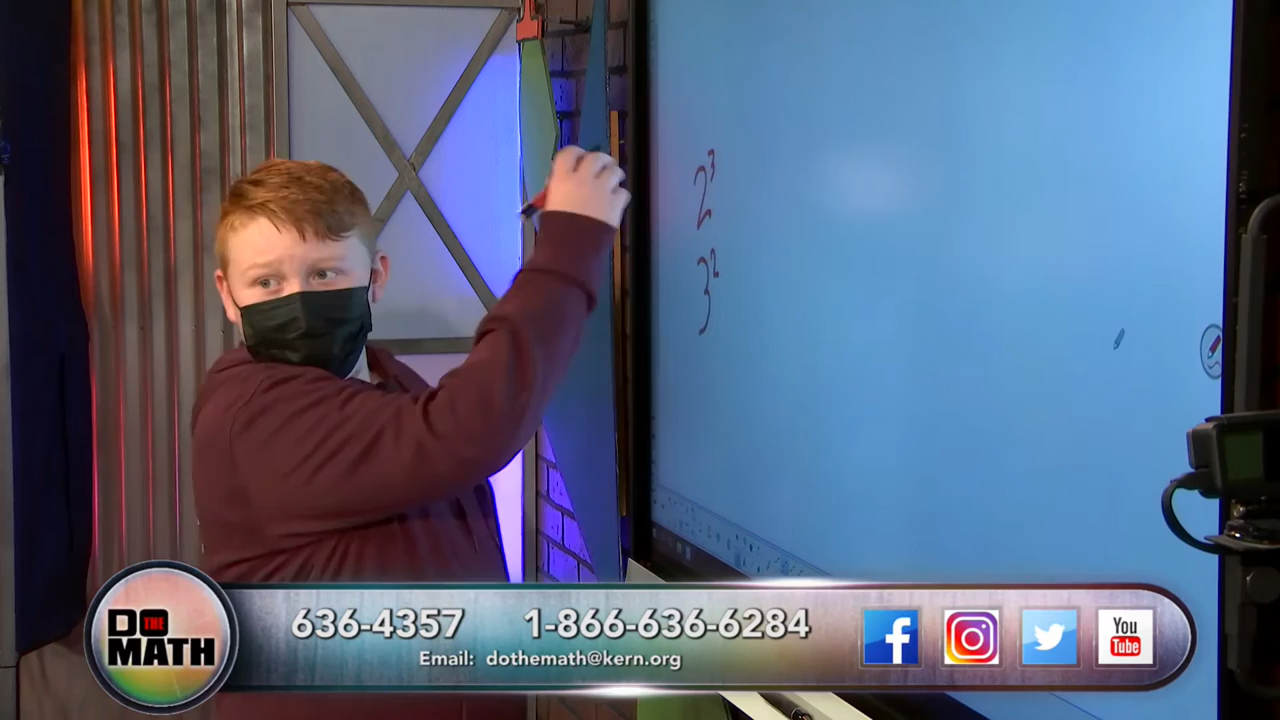 2³
3²
DO THE MATH
636-4357 1-866-636-6284
Email: dothemath@kern.org
You Tube